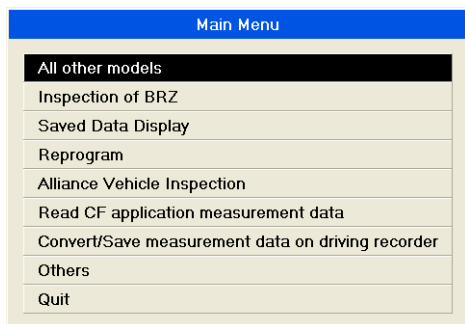 Main Menu
All other models
Inspection of BRZ
Saved Data Display
Reprogram
Alliance Vehicle Inspection
Read CF application measurement data
Convert/Save measurement data on driving recorder
Others
Quit